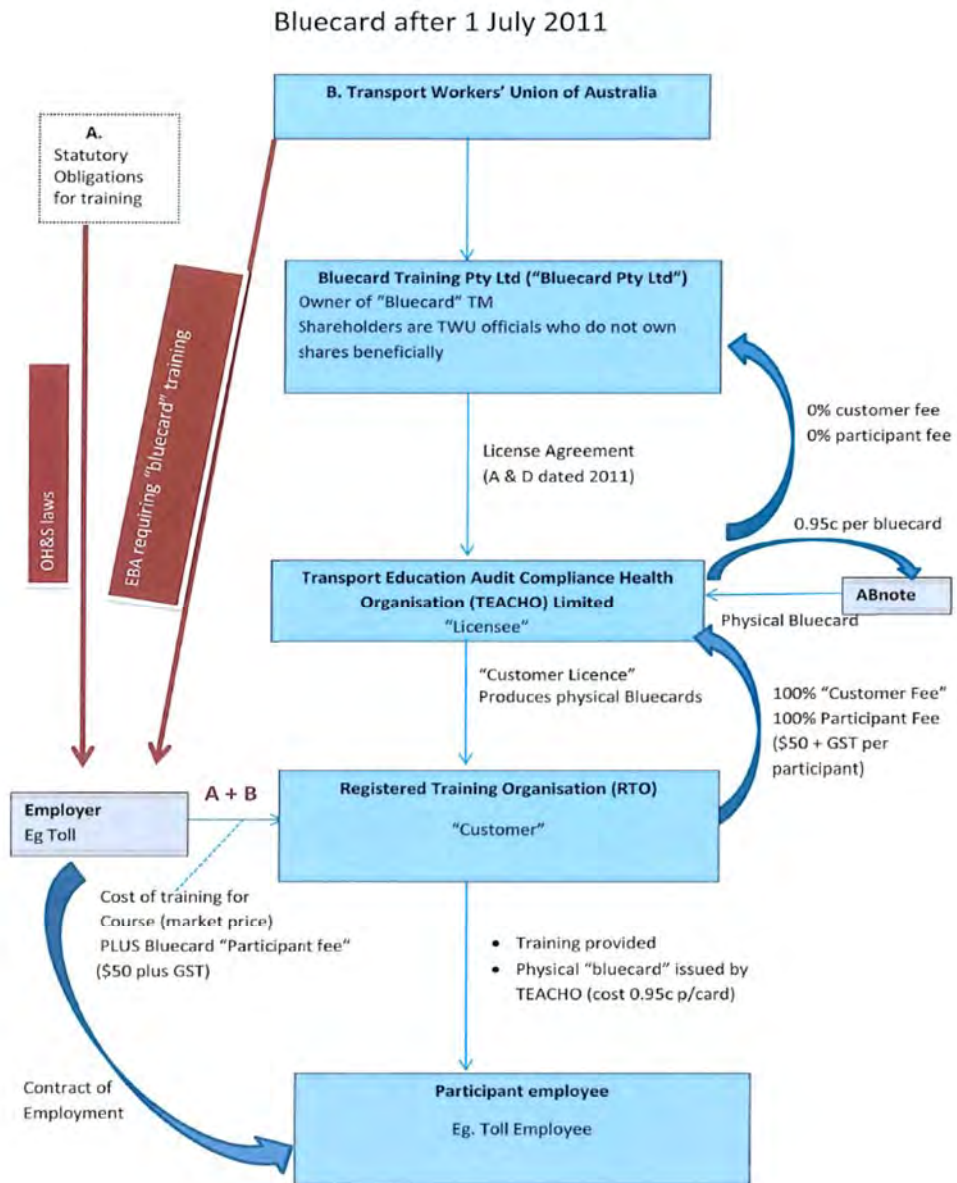 Bluecard after 1 July 2011
B. Transport Workers' Union of Australia
A.
Statutory
Obligations
for training
Bluecard Training Pty Ltd ("Bluecard Pty Ltd")
Owner of "Bluecard" TM
Shareholders are TWU officials who do not own
shares beneficially
OH&S laws
EBA requiring "bluecard" training
0% customer fee
0% participant fee
License Agreement
(A & D dated 2011)
0.95c per bluecard
Transport Education Audit Compliance Health
Organisation (TEACHO) Limited
"Licensee"
ABnote
Physical Bluecard
"Customer Licence"
Produces physical Bluecards
100% "Customer Fee"
100% Participant Fee
($50 + GST per
participant)
Employer
Eg Toll
A + B
Registered Training Organisation (RTO)
"Customer"
Cost of training for
Course (market price)
PLUS Bluecard "Participant fee"
($50 plus GST)
• Training provided
• Physical "bluecard" issued by
TEACHO (cost 0.95c p/card)
Contract of
Employment
Participant employee
Eg. Toll Employee